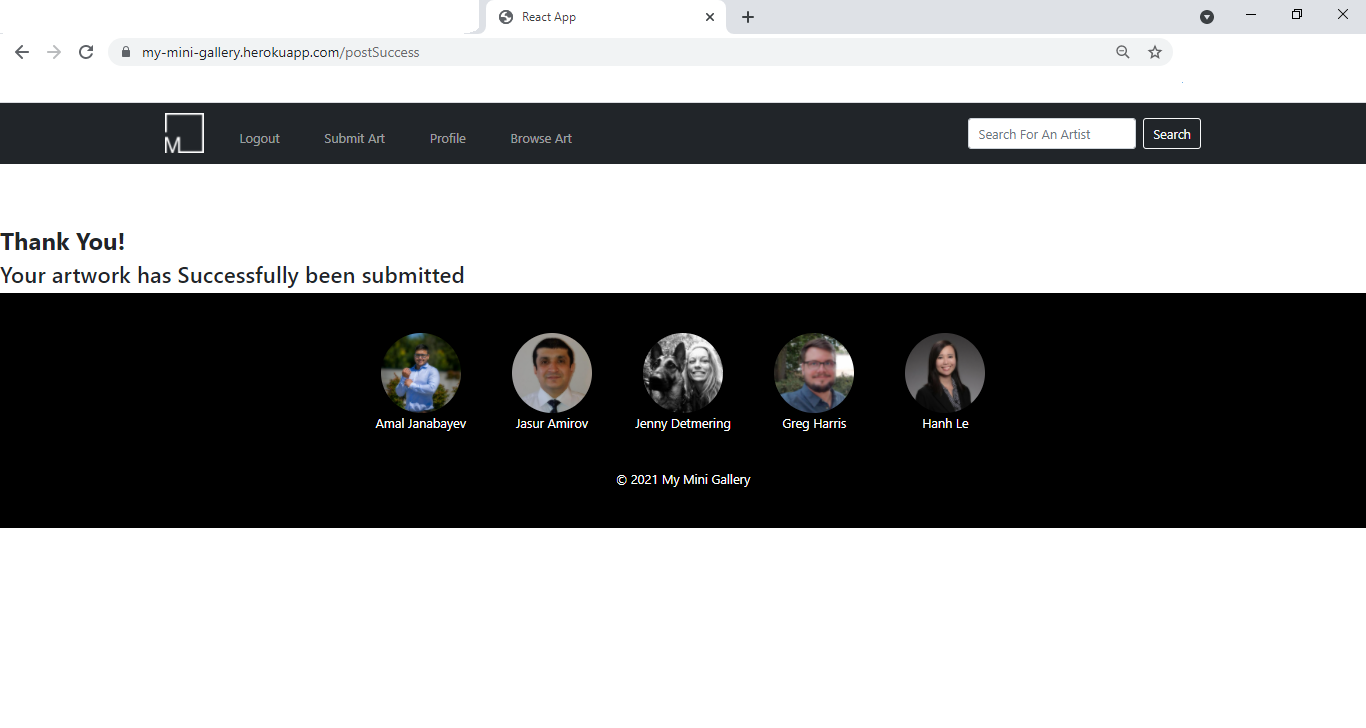 React App
my-mini-gallery.herokuapp.com/postSuccess
M Logout Submit Art Profile Browse Art Search For An Artist Search
Thank You!
Your artwork has Successfully been submitted
Amal Janabayev Jasur Amirov Jenny Detmering Greg Harris Hanh Le
© 2021 My Mini Gallery